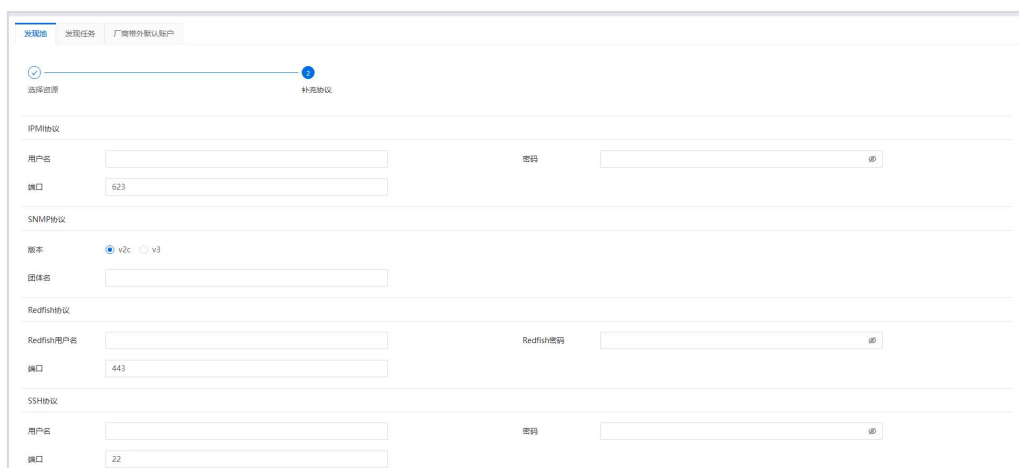 发现池 发现任务 厂商带外默认账户
2
选择资源 补充协议
IPMI协议
用户名 密码
端口 623
SNMP协议
版本 v2c v3
团体名
Redfish协议
Redfish用户名 Redfish密码
端口 443
SSH协议
用户名 密码
端口 22